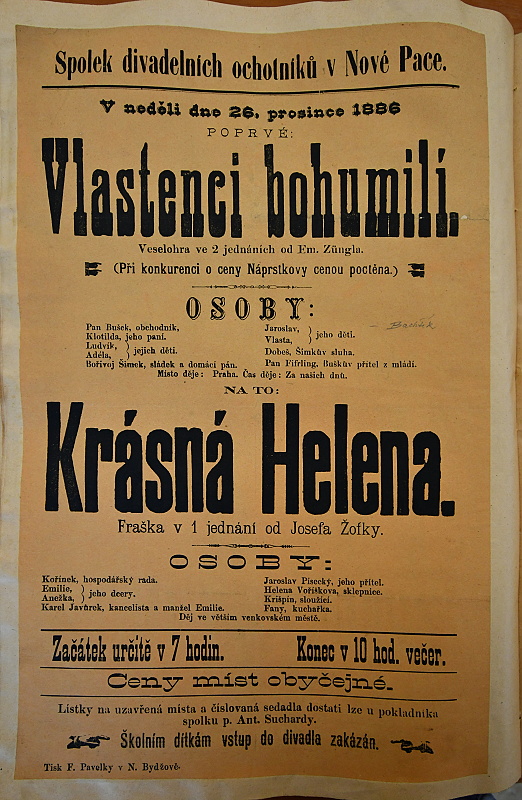 Spolek divadelních ochotníků v Nové Pace.
V neděli dne 26. prosince 1886
POPRVÉ:
Vlastenci bohumilí.
Veselohra ve 2 jednáních od Em. Züngla.
(Při konkurenci o ceny Náprstkovy cenou poctěna.)
OSOBY:
Pan Bušek, obchodník,
Klotilda, jeho paní.
Ludvík,
Adéla, } jejich děti.
Bořivoj Šimek, sládek a domácí pán.
Jaroslav,
Vlasta, } jeho děti.
Dobeš, Šimkův sluha.
Pan Fifrling, Buškův přítel z mládí.
Místo děje: Praha. Čas děje: Za našich dnů.
NA TO:
Krásná Helena.
Fraška v 1 jednání od Josefa Žofky.
OSOBY:
Kořínek, hospodářský rada.
Emilie,
Anežka, } jeho dcery.
Karel Javůrek, kancelista a manžel Emilie.
Jaroslav Písecký, jeho přítel.
Helena Voříškova, sklepnice.
Krišpín, sloužící.
Fany, kuchařka.
Děj ve větším venkovském městě.
Začátek určitě v 7 hodin. Konec v 10 hod. večer.
Ceny míst obyčejné.
Lístky na uzavřená místa a číslovaná sedadla dostati lze u pokladníka
spolku p. Ant. Suchardy.
Školním dítkám vstup do divadla zakázán.
Tisk F. Pavelky v N. Bydžově.